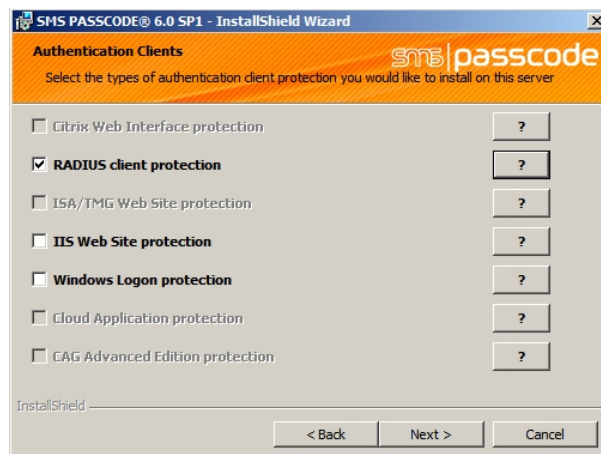 SMS PASSCODE® 6.0 SP1 - InstallShield Wizard
Authentication Clients
sms|passcode
Select the types of authentication client protection you would like to install on this server
Citrix Web Interface protection ?
RADIUS client protection ?
ISA/TMG Web Site protection ?
IIS Web Site protection ?
Windows Logon protection ?
Cloud Application protection ?
CAG Advanced Edition protection ?
InstallShield
< Back Next > Cancel